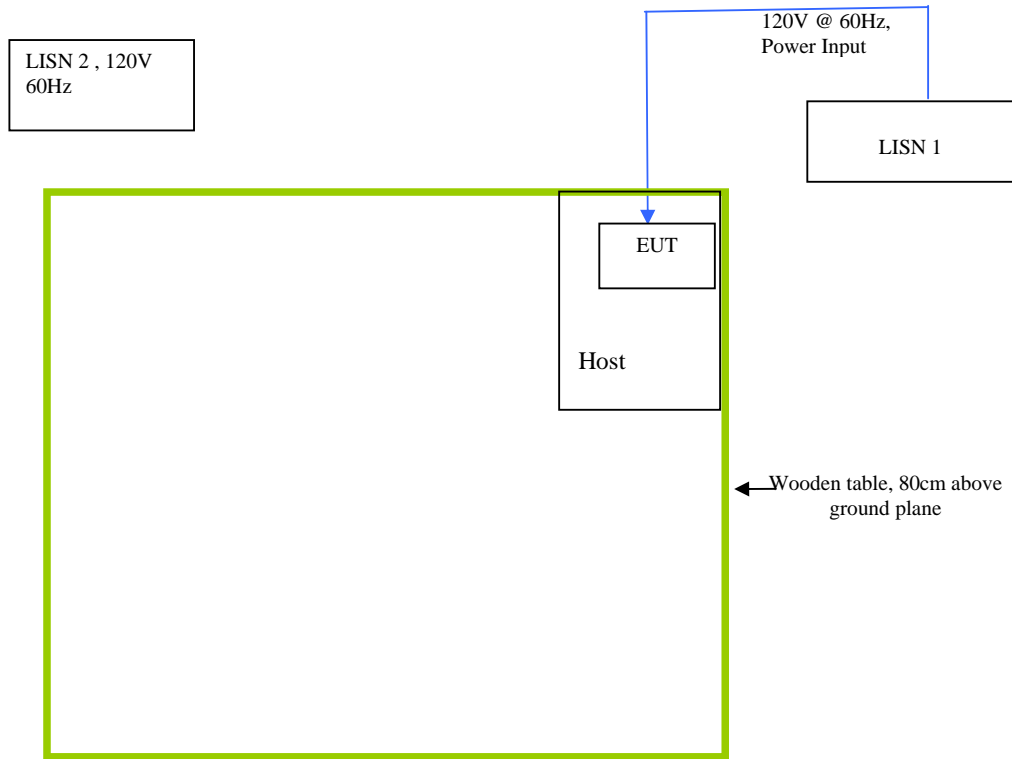 120V @ 60Hz,
Power Input
LISN 2 , 120V
60Hz
LISN 1
EUT
Host
Wooden table, 80cm above
ground plane